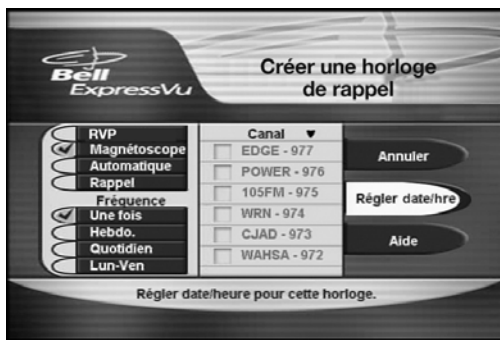 Bell
ExpressVu
Créer une horloge
de rappel
RVP
Magnétoscope
Automatique
Rappel
Fréquence
Une fois
Hebdo.
Quotidien
Lun-Ven
Canal
EDGE - 977
POWER - 976
105FM - 975
WRN - 974
CJAD - 973
WAHSA - 972
Annuler
Régler date/hre
Aide
Régler date/heure pour cette horloge.